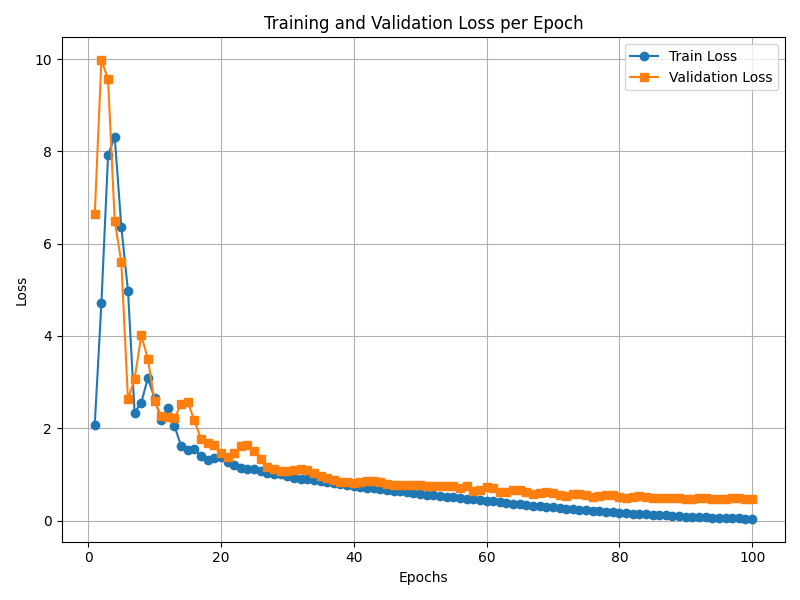 Training and Validation Loss per Epoch
Train Loss
Validation Loss
10
8
6
4
2
0
Loss
0 20 40 60 80 100
Epochs